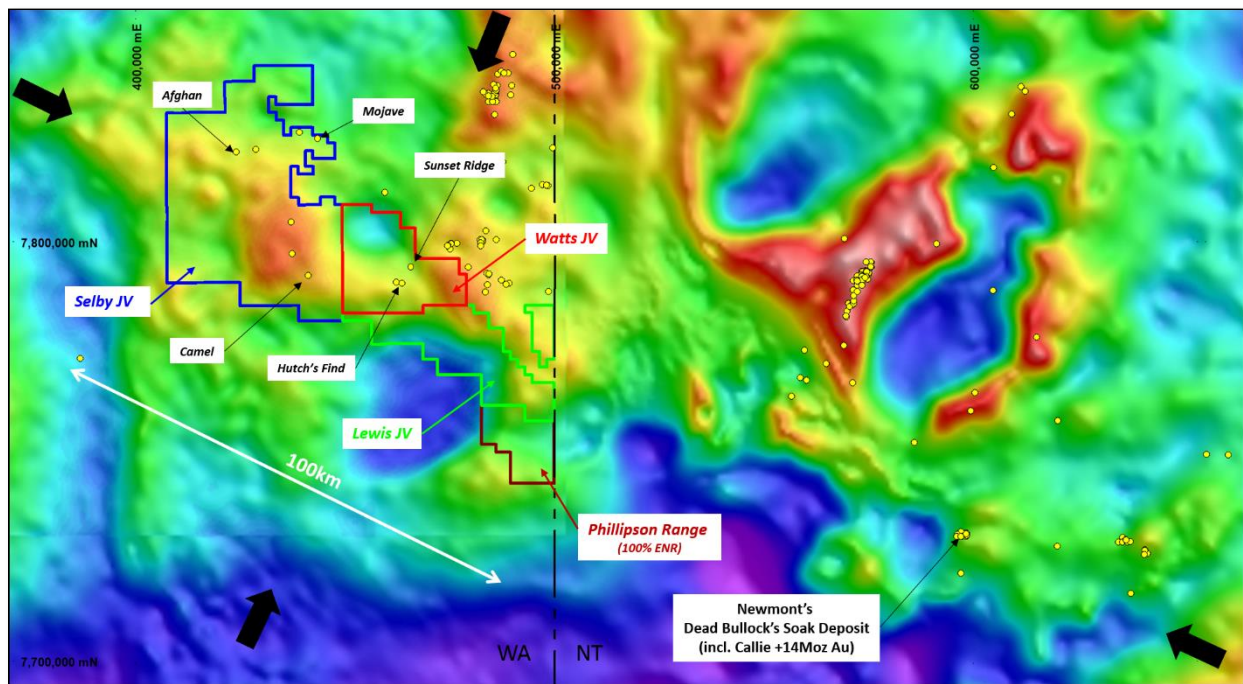 400,000 mE
500,000 mE
600,000 mE
Afghan
Mojave
Sunset Ridge
7,800,000 mN
Watts JV
Selby JV
Camel
Hutch's Find
Lewis JV
100km
Phillipson Range
(100% ENR)
Newmont's
Dead Bullock's Soak Deposit
(incl. Callie +14Moz Au)
7,700,000 mN
WA
NT